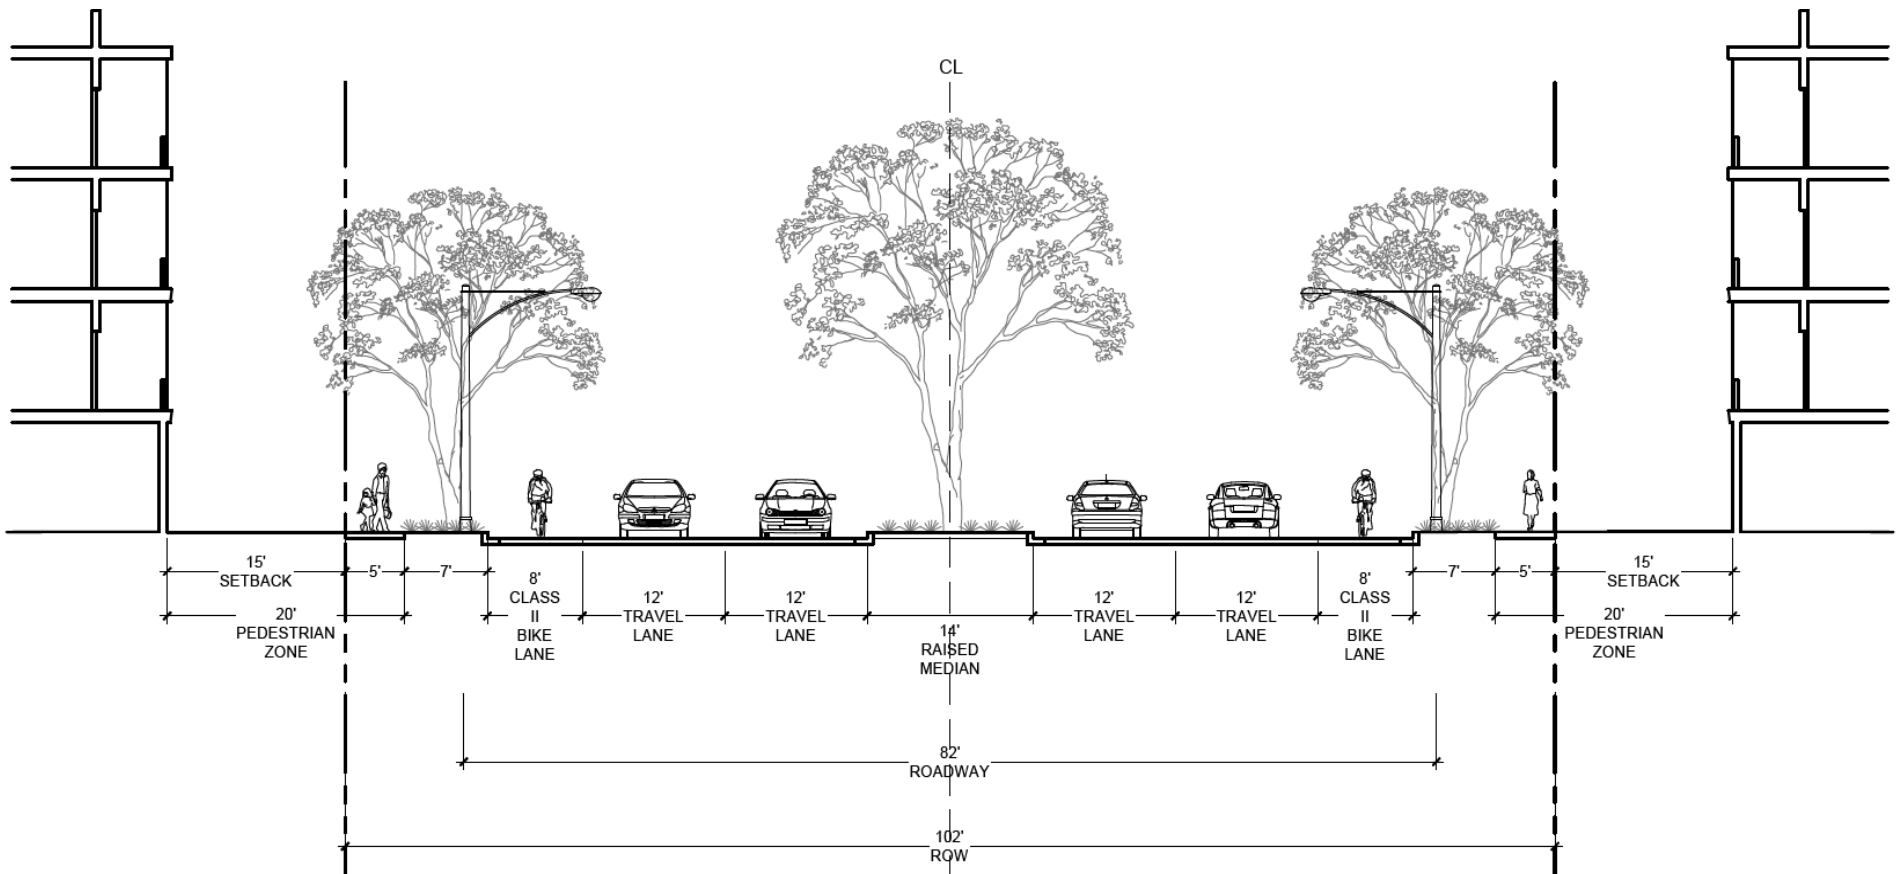 CL
15'
SETBACK
5'
7'
8'
CLASS
II
BIKE
LANE
12'
TRAVEL
LANE
12'
TRAVEL
LANE
14'
RAISED
MEDIAN
12'
TRAVEL
LANE
12'
TRAVEL
LANE
8'
CLASS
II
BIKE
LANE
7'
5'
15'
SETBACK
20'
PEDESTRIAN
ZONE
20'
PEDESTRIAN
ZONE
82'
ROADWAY
102'
ROW